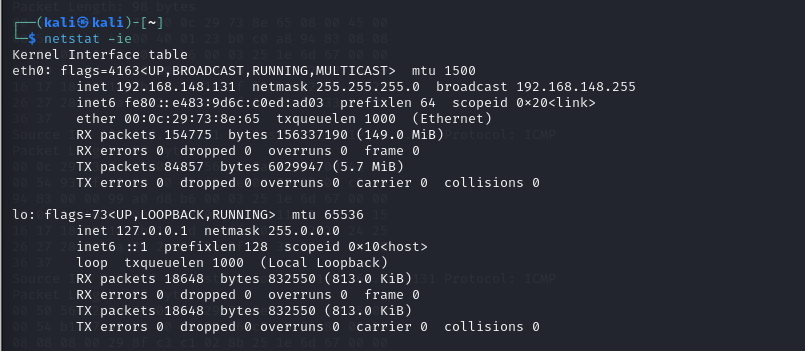 ┌──(kali㉿kali)-[~]
└─$ netstat -ie
Kernel Interface table
eth0: flags=4163<UP,BROADCAST,RUNNING,MULTICAST>  mtu 1500
        inet 192.168.148.131  netmask 255.255.255.0  broadcast 192.168.148.255
        inet6 fe80::e483:9d6c:c0ed:ad03  prefixlen 64  scopeid 0×20<link>
        ether 00:0c:29:73:8e:65  txqueuelen 1000  (Ethernet)
        RX packets 154775  bytes 156337190 (149.0 MiB)
        RX errors 0  dropped 0  overruns 0  frame 0
        TX packets 84857  bytes 6029947 (5.7 MiB)
        TX errors 0  dropped 0 overruns 0  carrier 0  collisions 0

lo: flags=73<UP,LOOPBACK,RUNNING>  mtu 65536
        inet 127.0.0.1  netmask 255.0.0.0
        inet6 ::1  prefixlen 128  scopeid 0×10<host>
        loop  txqueuelen 1000  (Local Loopback)
        RX packets 18648  bytes 832550 (813.0 KiB)
        RX errors 0  dropped 0  overruns 0  frame 0
        TX packets 18648  bytes 832550 (813.0 KiB)
        TX errors 0  dropped 0 overruns 0  carrier 0  collisions 0